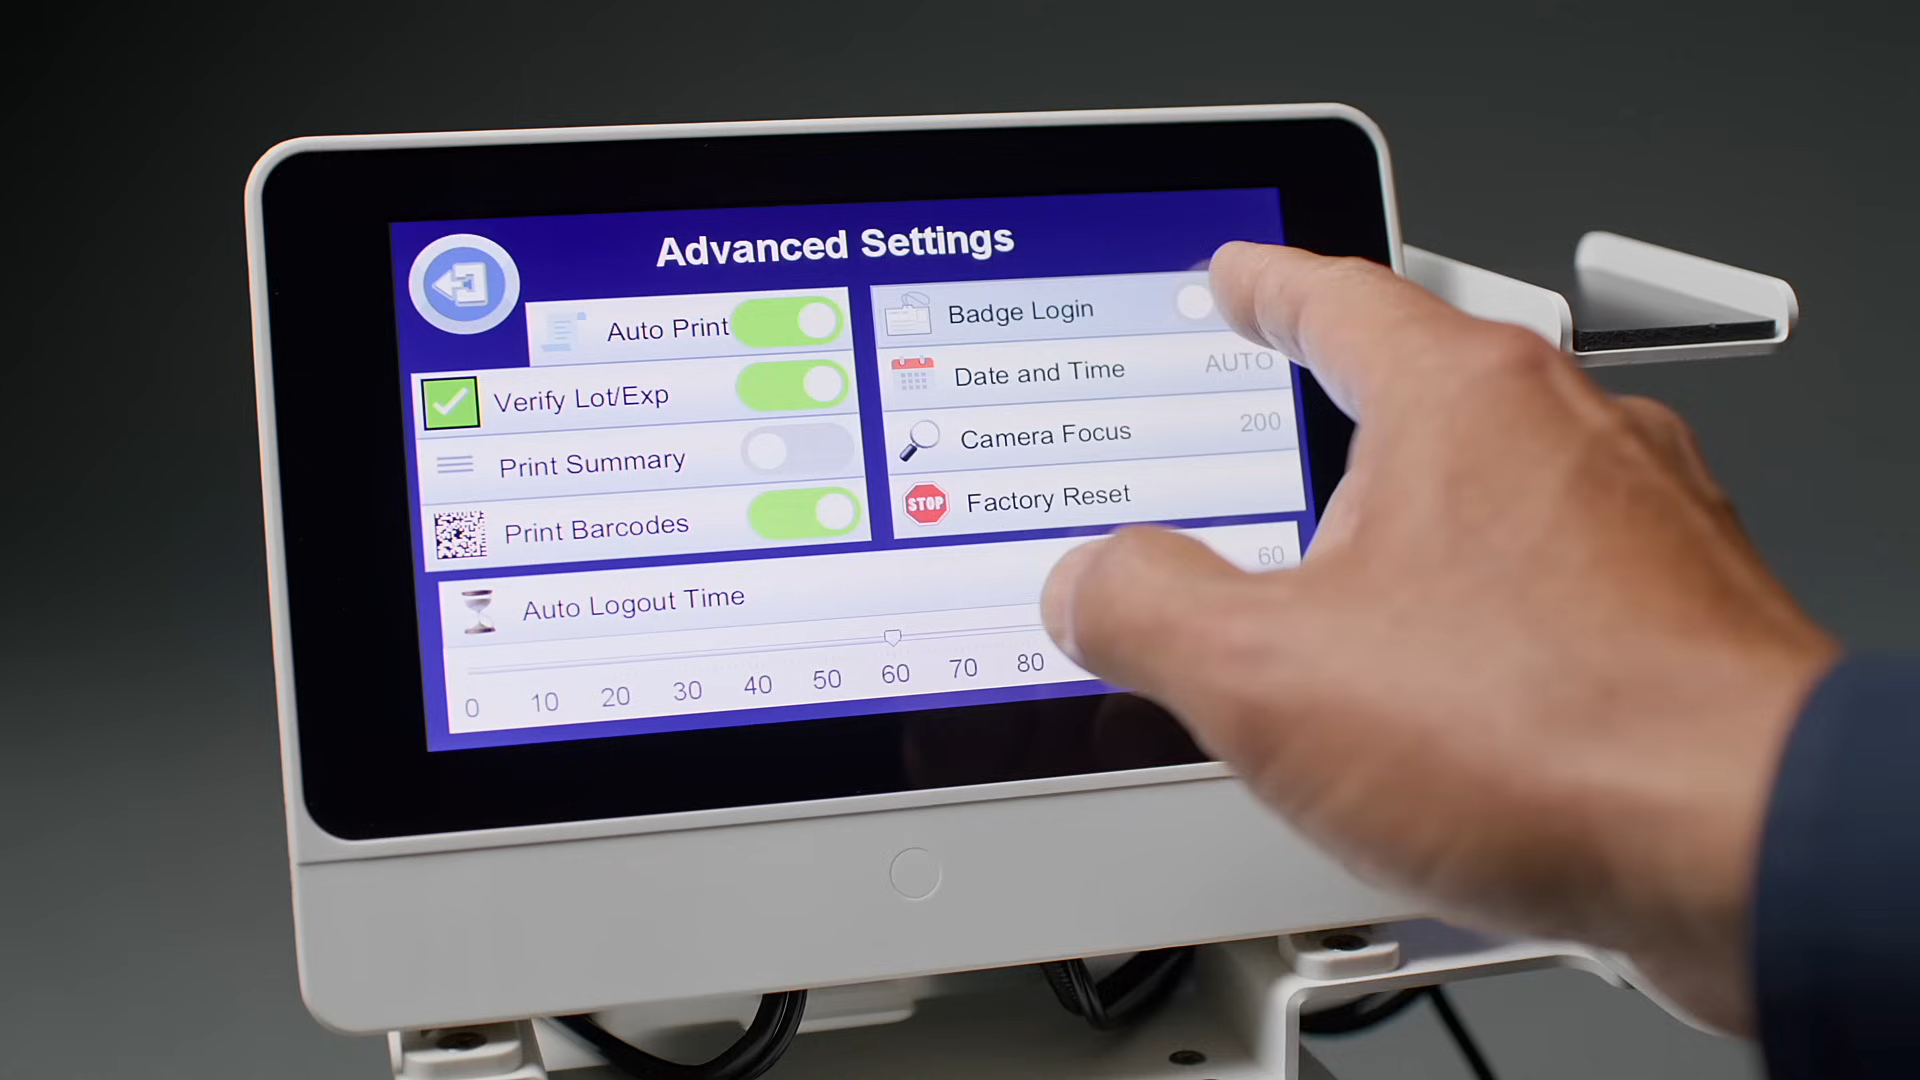 Advanced Settings
Auto Print
Verify Lot/Exp
Print Summary
Print Barcodes
Badge Login
Date and Time AUTO
Camera Focus 200
STOP Factory Reset
Auto Logout Time 60
0 10 20 30 40 50 60 70 80